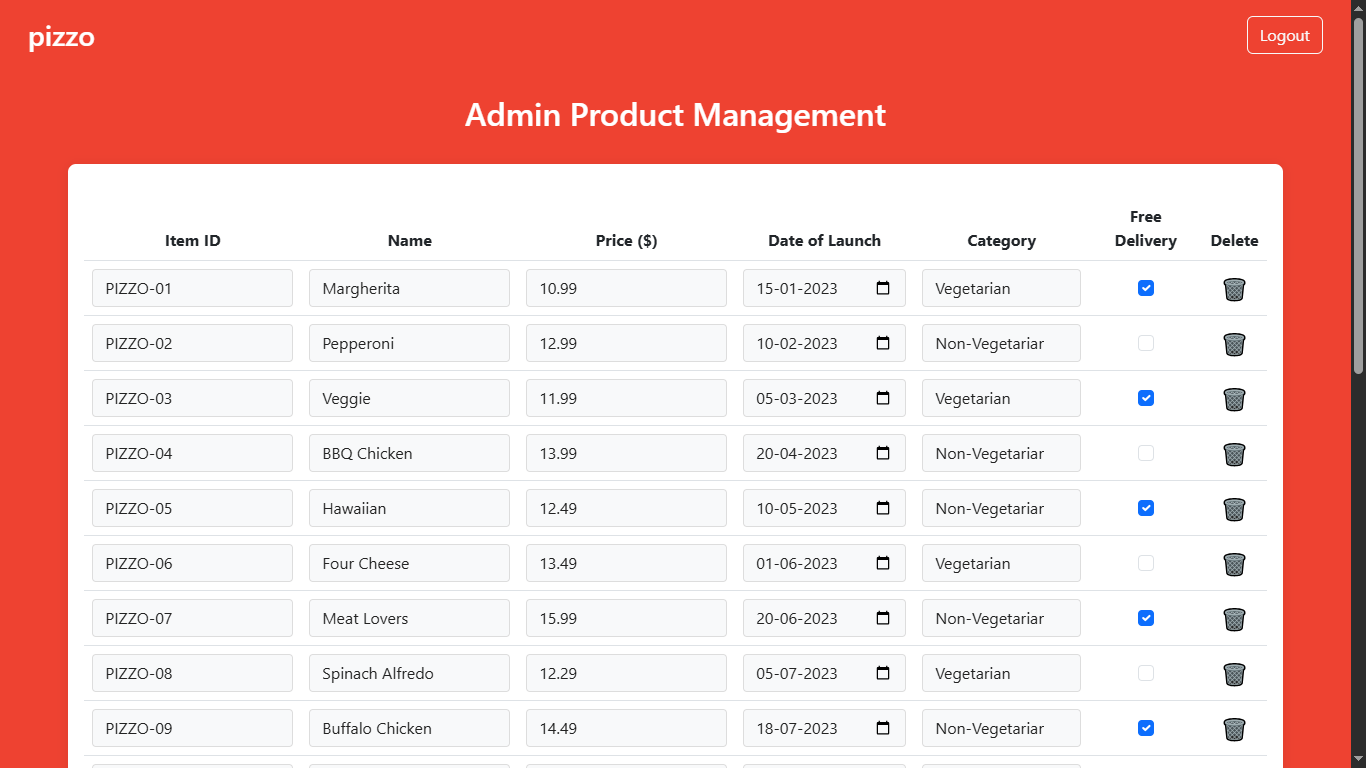 pizzo
Logout
Admin Product Management
Item ID Name Price ($) Date of Launch Category Free Delivery Delete
PIZZO-01 Margherita 10.99 15-01-2023 Vegetarian
PIZZO-02 Pepperoni 12.99 10-02-2023 Non-Vegetariar
PIZZO-03 Veggie 11.99 05-03-2023 Vegetarian
PIZZO-04 BBQ Chicken 13.99 20-04-2023 Non-Vegetariar
PIZZO-05 Hawaiian 12.49 10-05-2023 Non-Vegetariar
PIZZO-06 Four Cheese 13.49 01-06-2023 Vegetarian
PIZZO-07 Meat Lovers 15.99 20-06-2023 Non-Vegetariar
PIZZO-08 Spinach Alfredo 12.29 05-07-2023 Vegetarian
PIZZO-09 Buffalo Chicken 14.49 18-07-2023 Non-Vegetariar